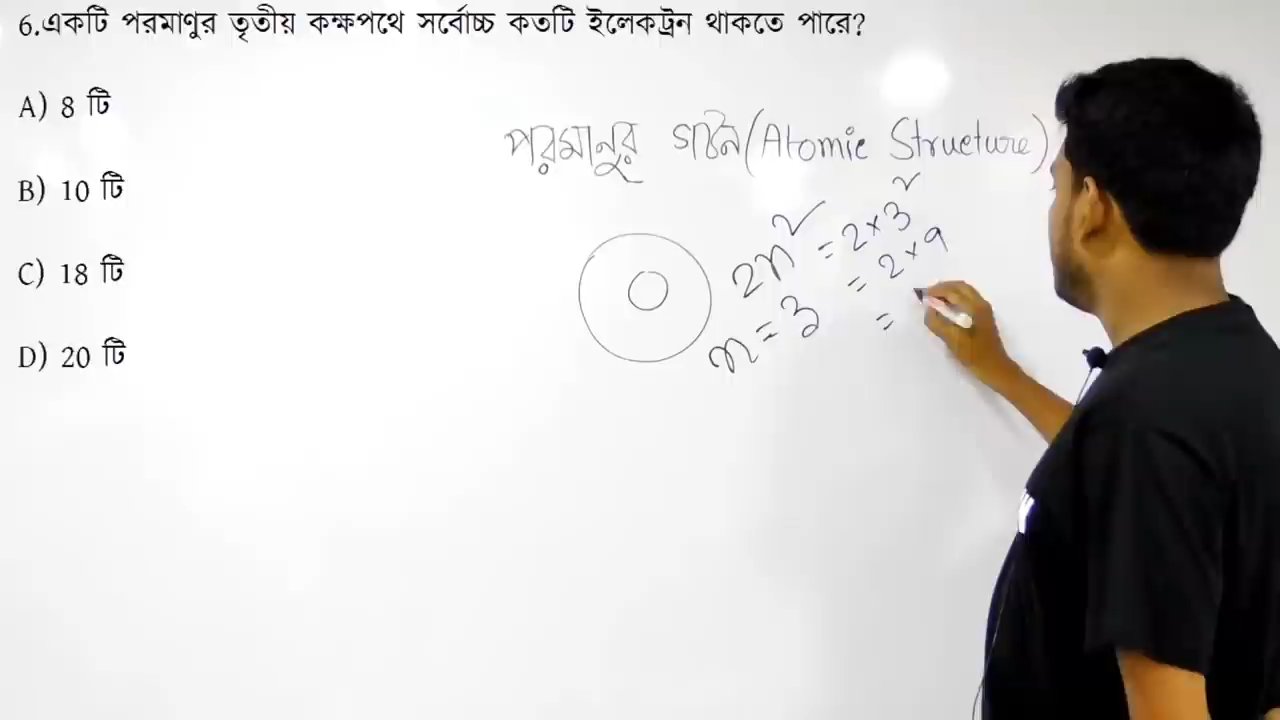 6.একটি পরমাণুর তৃতীয় কক্ষপথে সর্বোচ্চ কতটি ইলেকট্রন থাকতে পারে?
A) 8 টি
B) 10 টি
C) 18 টি
D) 20 টি
পরমানুর গঠন (Atomic Structure)
2n² = 2×3²
n = 3 = 2×9
=